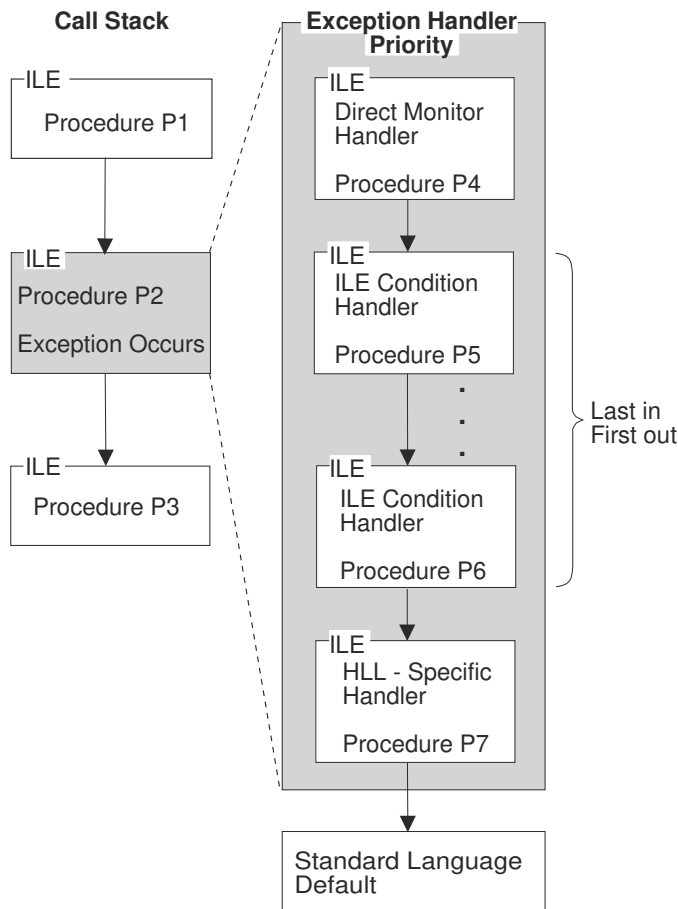 Call Stack
ILE
Procedure P1
ILE
Procedure P2
Exception Occurs
ILE
Procedure P3
Exception Handler
Priority
ILE
Direct Monitor
Handler
Procedure P4
ILE
ILE Condition
Handler
Procedure P5
.
.
.
ILE
ILE Condition
Handler
Procedure P6
Last in
First out
ILE
HLL - Specific
Handler
Procedure P7
Standard Language
Default